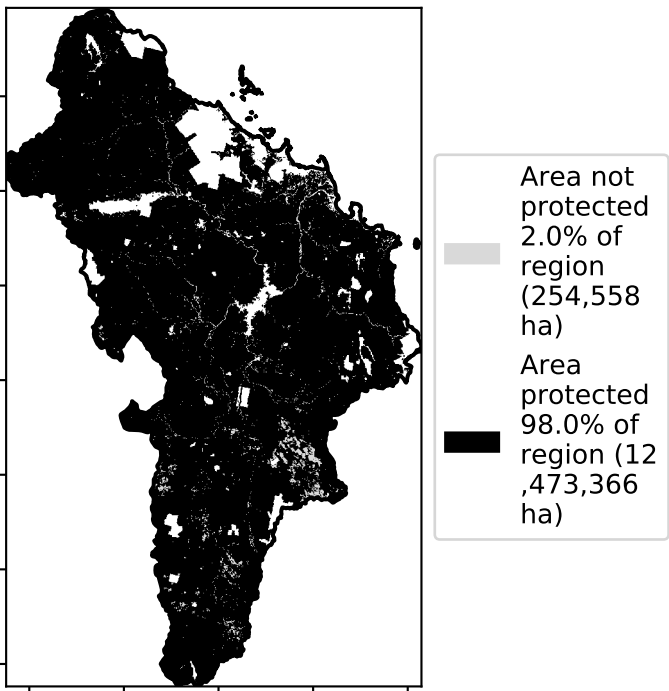 Area not
protected
2.0% of
region
(254,558
ha)
Area
protected
98.0% of
region (12
,473,366
ha)